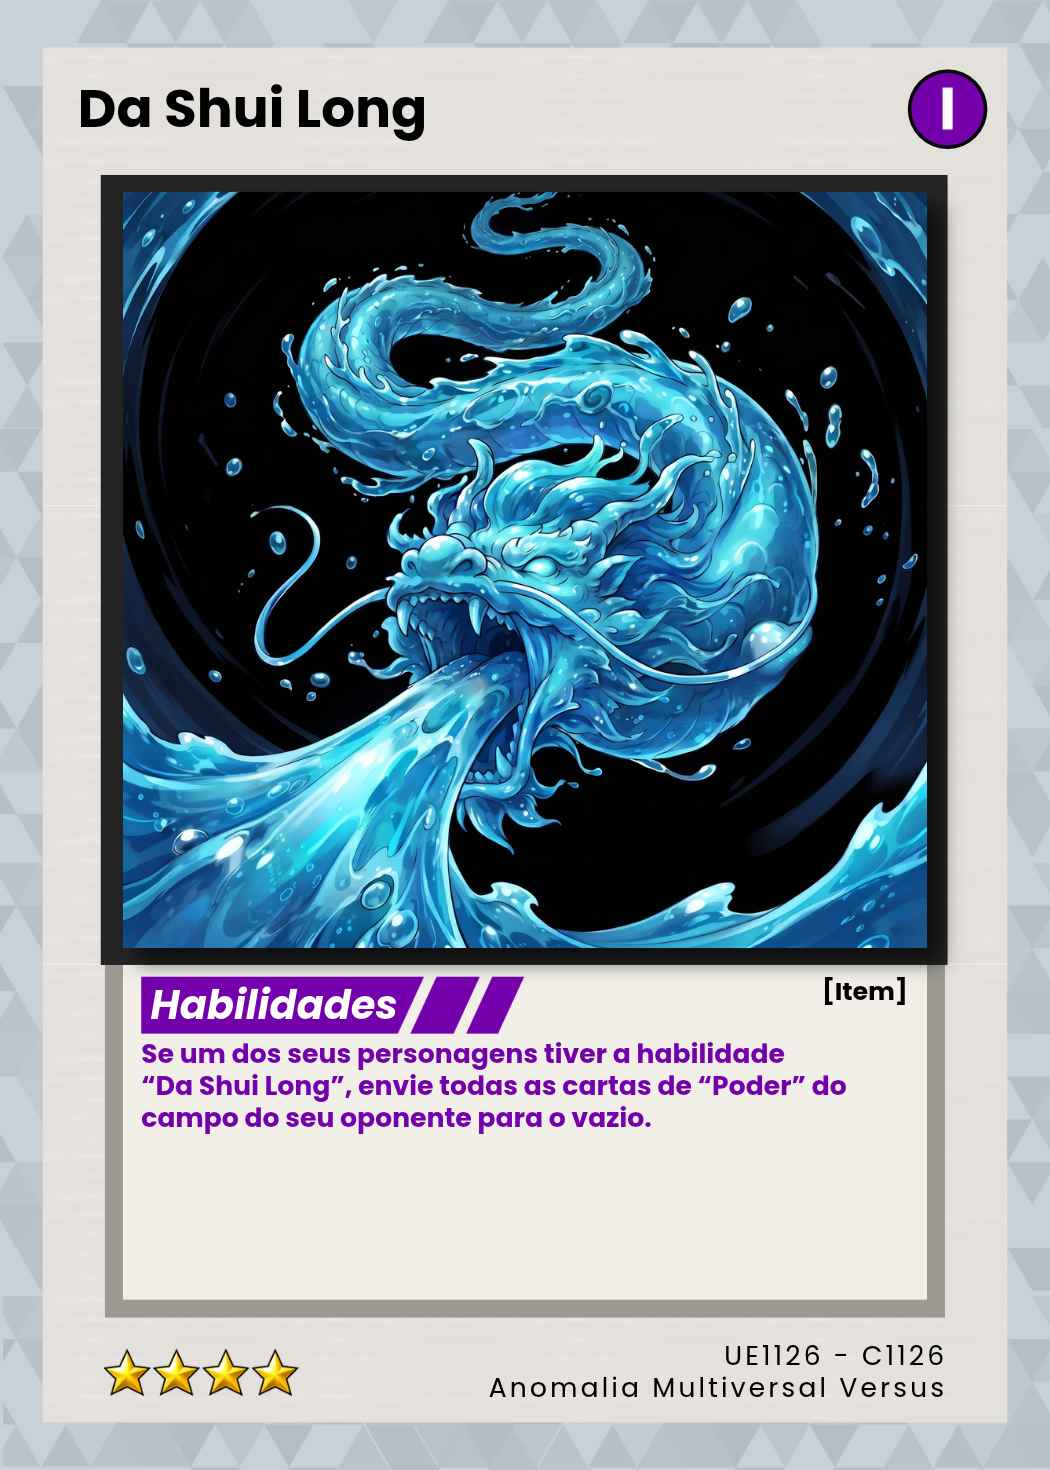 Da Shui Long
I
Habilidades
[Item]
Se um dos seus personagens tiver a habilidade
“Da Shui Long”, envie todas as cartas de “Poder” do
campo do seu oponente para o vazio.
UE1126 - C1126
Anomalia Multiversal Versus